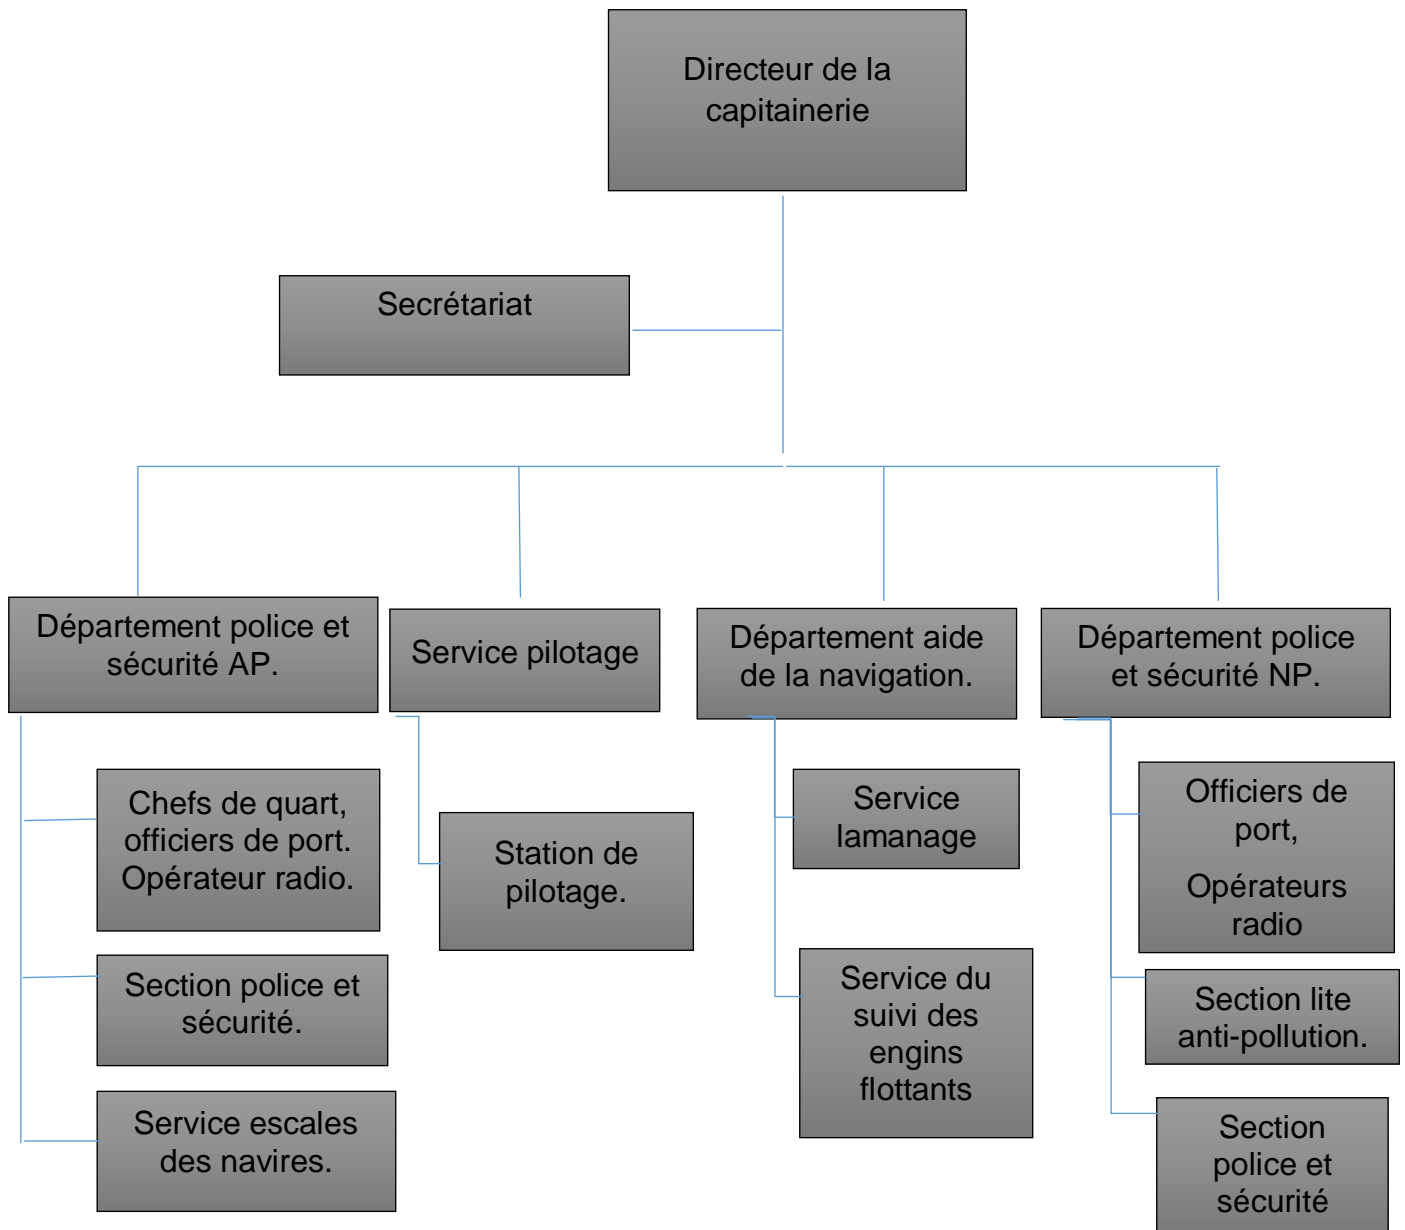 Directeur de la
capitainerie
Secrétariat
Département police et
sécurité AP.
Service pilotage
Département aide
de la navigation.
Département police
et sécurité NP.
Chefs de quart,
officiers de port.
Opérateur radio.
Section police et
sécurité.
Service escales
des navires.
Station de
pilotage.
Service
lamanage
Service du
suivi des
engins
flottants
Officiers de
port,
Opérateurs
radio
Section lite
anti-pollution.
Section
police et
sécurité